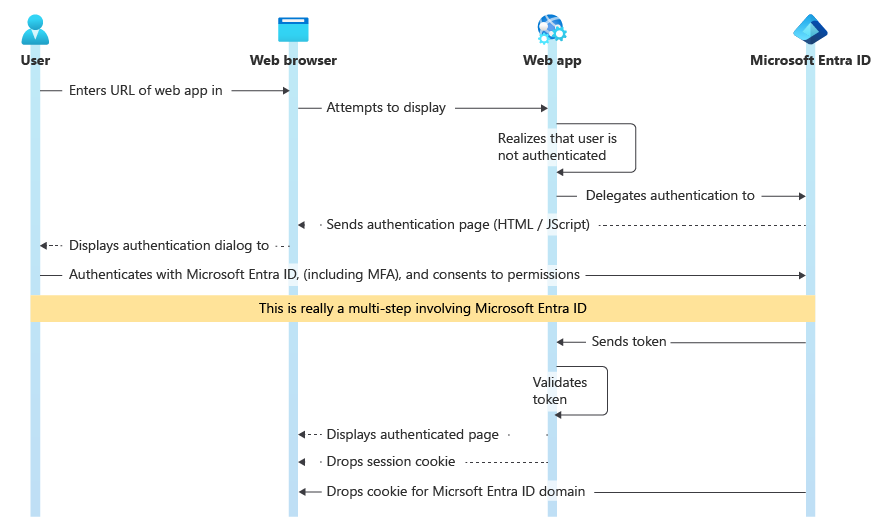 User
Web browser
Web app
Microsoft Entra ID
Enters URL of web app in
Attempts to display
Realizes that user is
not authenticated
Delegates authentication to
Sends authentication page (HTML / JScript)
Displays authentication dialog to
Authenticates with Microsoft Entra ID, (including MFA), and consents to permissions
This is really a multi-step involving Microsoft Entra ID
Sends token
Validates
token
Displays authenticated page
Drops session cookie
Drops cookie for Micrsoft Entra ID domain